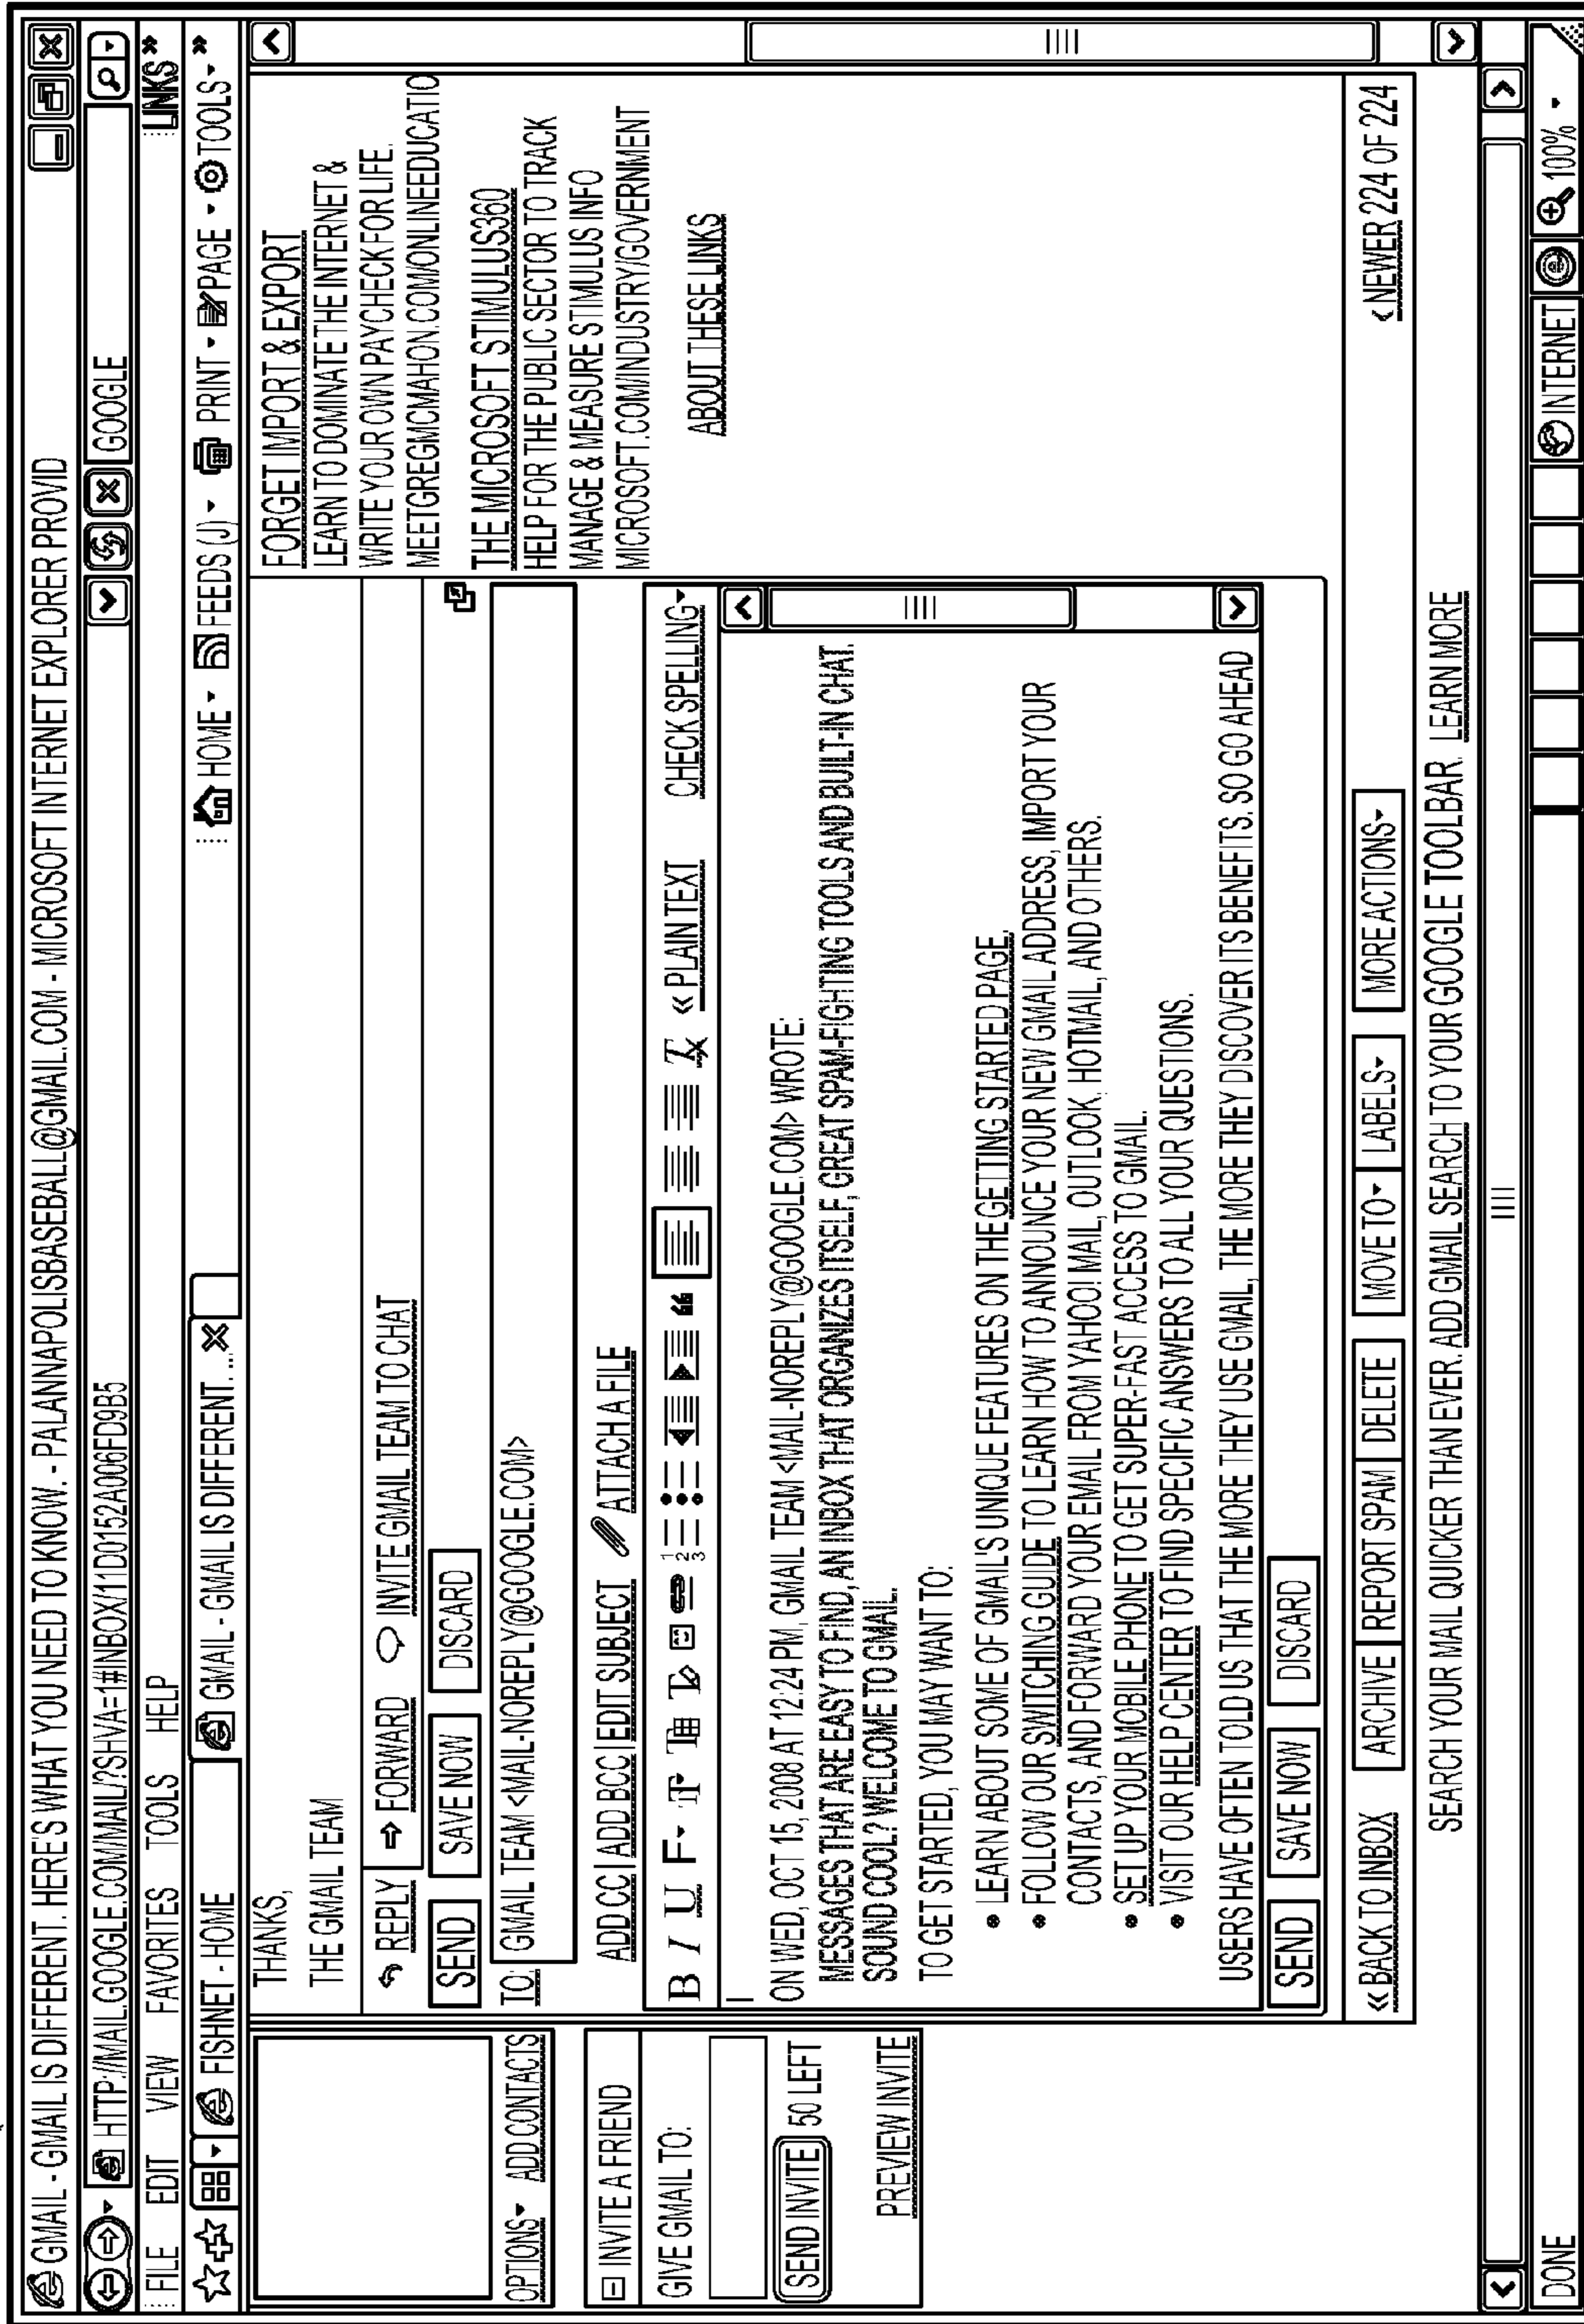 GMAIL - GMAIL IS DIFFERENT. HERE'S WHAT YOU NEED TO KNOW. - PALANNAPOLISBASEBALL@GMAIL.COM - MICROSOFT INTERNET EXPLORER PROVID
HTTP://MAIL.GOOGLE.COM/MAIL/?SHVA=1#INBOX/11D0152A006FD9B5 GOOGLE
FILE EDIT VIEW FAVORITES TOOLS HELP LINKS »
FISHNET - HOME GMAIL - GMAIL IS DIFFERENT. ... HOME FEEDS (J) PRINT PAGE TOOLS »
OPTIONS ADD CONTACTS
INVITE A FRIEND
GIVE GMAIL TO:
SEND INVITE 50 LEFT
PREVIEW INVITE
THANKS,
THE GMAIL TEAM
REPLY FORWARD INVITE GMAIL TEAM TO CHAT
SEND SAVE NOW DISCARD
TO: GMAIL TEAM <MAIL-NOREPLY@GOOGLE.COM>
ADD CC | ADD BCC | EDIT SUBJECT ATTACH A FILE
B I U F T T T 1 2 3 “ T « PLAIN TEXT CHECK SPELLING
ON WED, OCT 15, 2008 AT 12:24 PM, GMAIL TEAM <MAIL-NOREPLY@GOOGLE.COM> WROTE:
MESSAGES THAT ARE EASY TO FIND, AN INBOX THAT ORGANIZES ITSELF, GREAT SPAM-FIGHTING TOOLS AND BUILT-IN CHAT.
SOUND COOL? WELCOME TO GMAIL.
TO GET STARTED, YOU MAY WANT TO:
• LEARN ABOUT SOME OF GMAIL'S UNIQUE FEATURES ON THE GETTING STARTED PAGE.
• FOLLOW OUR SWITCHING GUIDE TO LEARN HOW TO ANNOUNCE YOUR NEW GMAIL ADDRESS, IMPORT YOUR
CONTACTS, AND FORWARD YOUR EMAIL FROM YAHOO! MAIL, OUTLOOK, HOTMAIL, AND OTHERS.
• SET UP YOUR MOBILE PHONE TO GET SUPER-FAST ACCESS TO GMAIL.
• VISIT OUR HELP CENTER TO FIND SPECIFIC ANSWERS TO ALL YOUR QUESTIONS.
USERS HAVE OFTEN TOLD US THAT THE MORE THEY USE GMAIL, THE MORE THEY DISCOVER ITS BENEFITS. SO GO AHEAD
SEND SAVE NOW DISCARD
FORGET IMPORT & EXPORT
LEARN TO DOMINATE THE INTERNET &
WRITE YOUR OWN PAYCHECK FOR LIFE.
MEETGREGMCMAHON.COM/ONLINEEDUCATIO
THE MICROSOFT STIMULUS360
HELP FOR THE PUBLIC SECTOR TO TRACK
MANAGE & MEASURE STIMULUS INFO
MICROSOFT.COM/INDUSTRY/GOVERNMENT
ABOUT THESE LINKS
« BACK TO INBOX ARCHIVE REPORT SPAM DELETE MOVE TO LABELS MORE ACTIONS < NEWER 224 OF 224
SEARCH YOUR MAIL QUICKER THAN EVER. ADD GMAIL SEARCH TO YOUR GOOGLE TOOLBAR. LEARN MORE
DONE INTERNET 100%